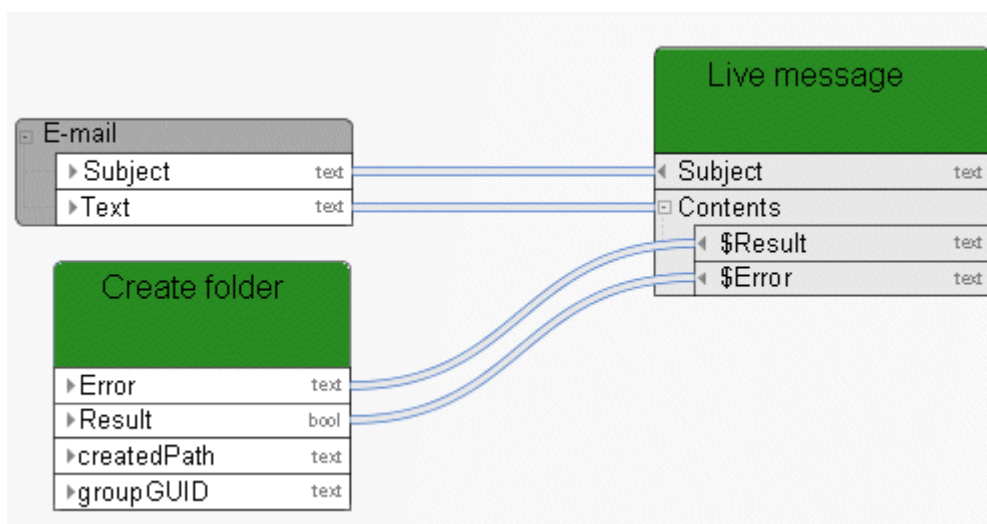 E-mail
Subject text
Text text
Create folder
Error text
Result bool
createdPath text
groupGUID text
Live message
Subject text
Contents
$Result text
$Error text